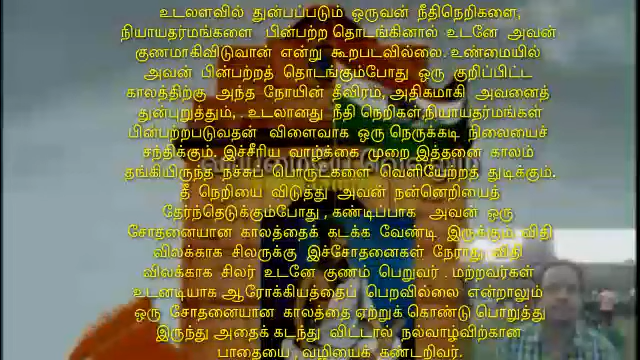 உடலளவில் துன்பப்படும் ஒருவன் நீதிநெறிகளை,
நியாயதர்மங்களை பின்பற்ற தொடங்கினால் உடனே அவன்
குணமாகிவிடுவான் என்று கூறபடவில்லை. உண்மையில்
அவன் பின்பற்றத் தொடங்கும்போது ஒரு குறிப்பிட்ட
காலத்திற்கு அந்த நோயின் தீவிரம், அதிகமாகி அவனைத்
துன்புறுத்தும், . உடலானது நீதி நெறிகள்,நியாயதர்மங்கள்
பின்பற்றபடுவதன் விளைவாக ஒரு நெருக்கடி நிலையைச்
சந்திக்கும். இச்சீரிய வாழ்க்கை முறை இத்தனை காலம்
தங்கியிருந்த நச்சுப் பொருட்களை வெளியேற்றத் துடிக்கும்.
தீ நெறியை விடுத்து அவன் நன்னெறியைத்
தேர்ந்தெடுக்கும்போது , கண்டிப்பாக அவன் ஒரு
சோதனையான காலத்தைக் கடக்க வேண்டி இருக்கும் விதி
விலக்காக சிலருக்கு இச்சோதனைகள் நேராது. விதி
விலக்காக சிலர் உடனே குணம் பெறுவர் . மற்றவர்கள்
உடனடியாக ஆரோக்கியத்தைப் பெறவில்லை என்றாலும்
ஒரு சோதனையான காலத்தை ஏற்றுக் கொண்டு பொறுத்து
இருந்து அதைக் கடந்து விட்டால் நல்வாழ்விற்கான
பாதையை , வழியைக் கண்டறிவர்.